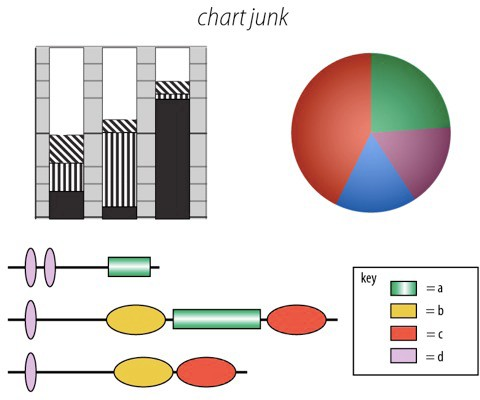 chart junk
key
= a
= b
= c
= d